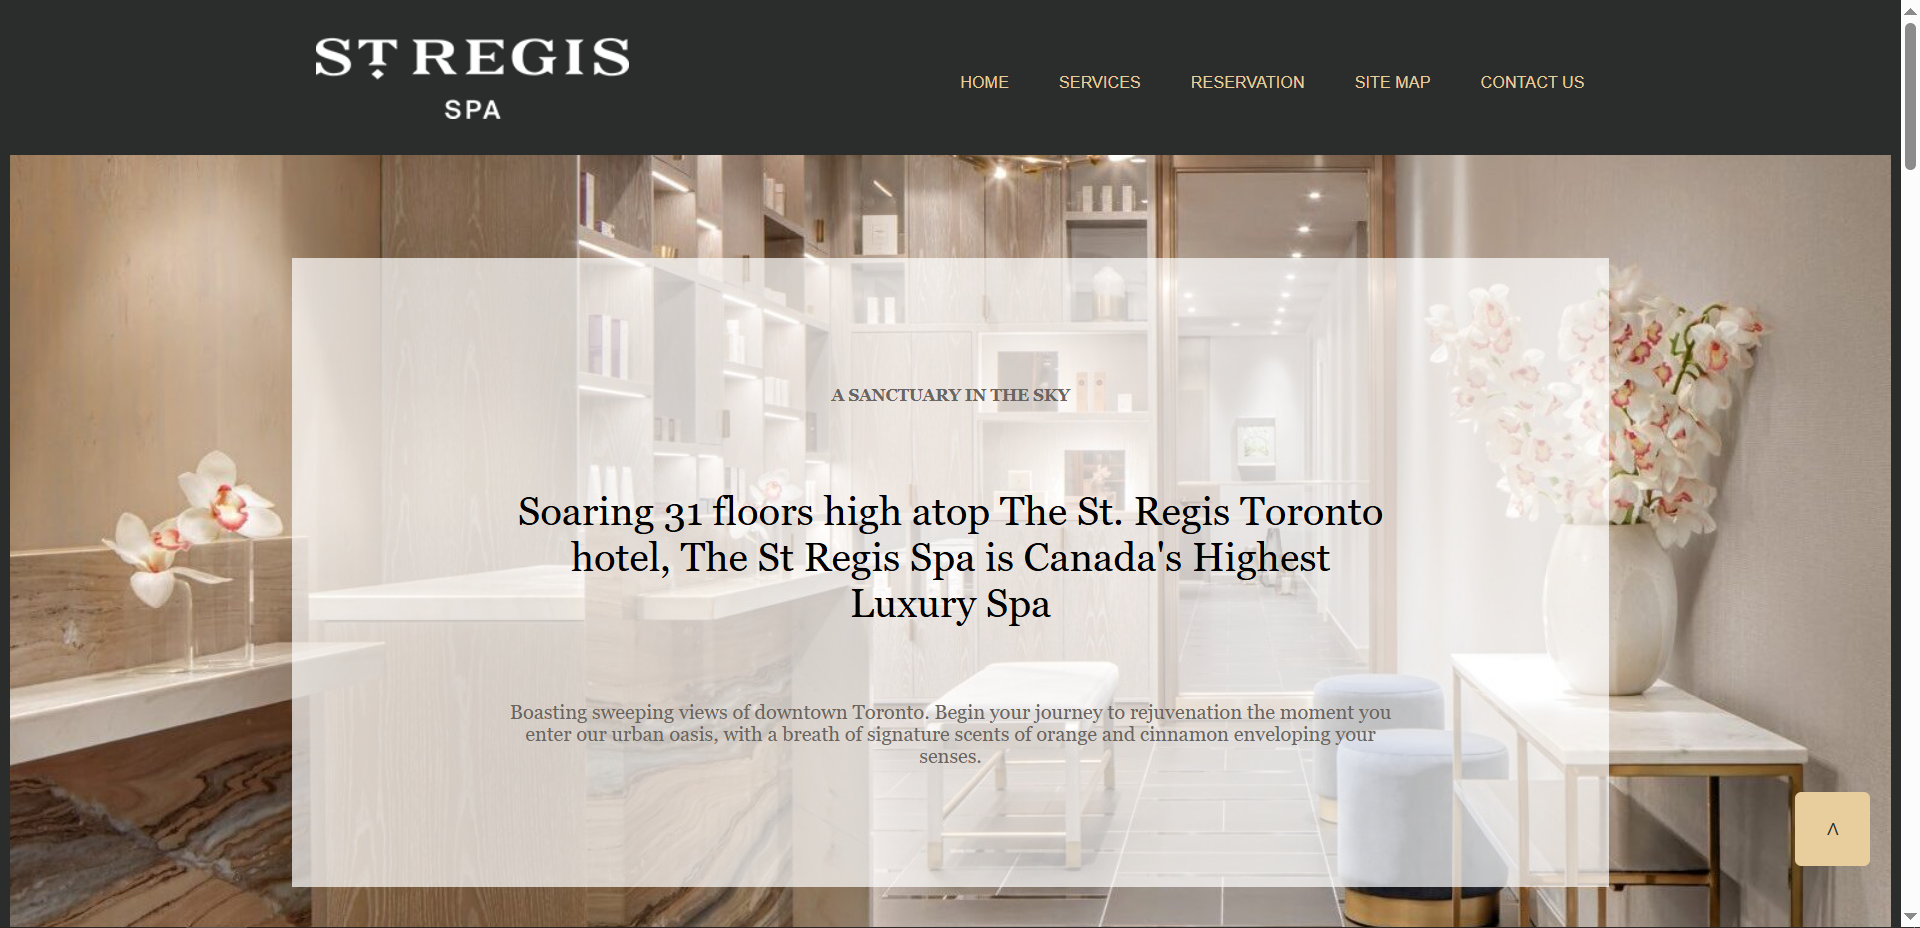 ST REGIS
SPA
HOME
SERVICES
RESERVATION
SITE MAP
CONTACT US
A SANCTUARY IN THE SKY
Soaring 31 floors high atop The St. Regis Toronto
hotel, The St Regis Spa is Canada's Highest
Luxury Spa
Boasting sweeping views of downtown Toronto. Begin your journey to rejuvenation the moment you
enter our urban oasis, with a breath of signature scents of orange and cinnamon enveloping your
senses.
^